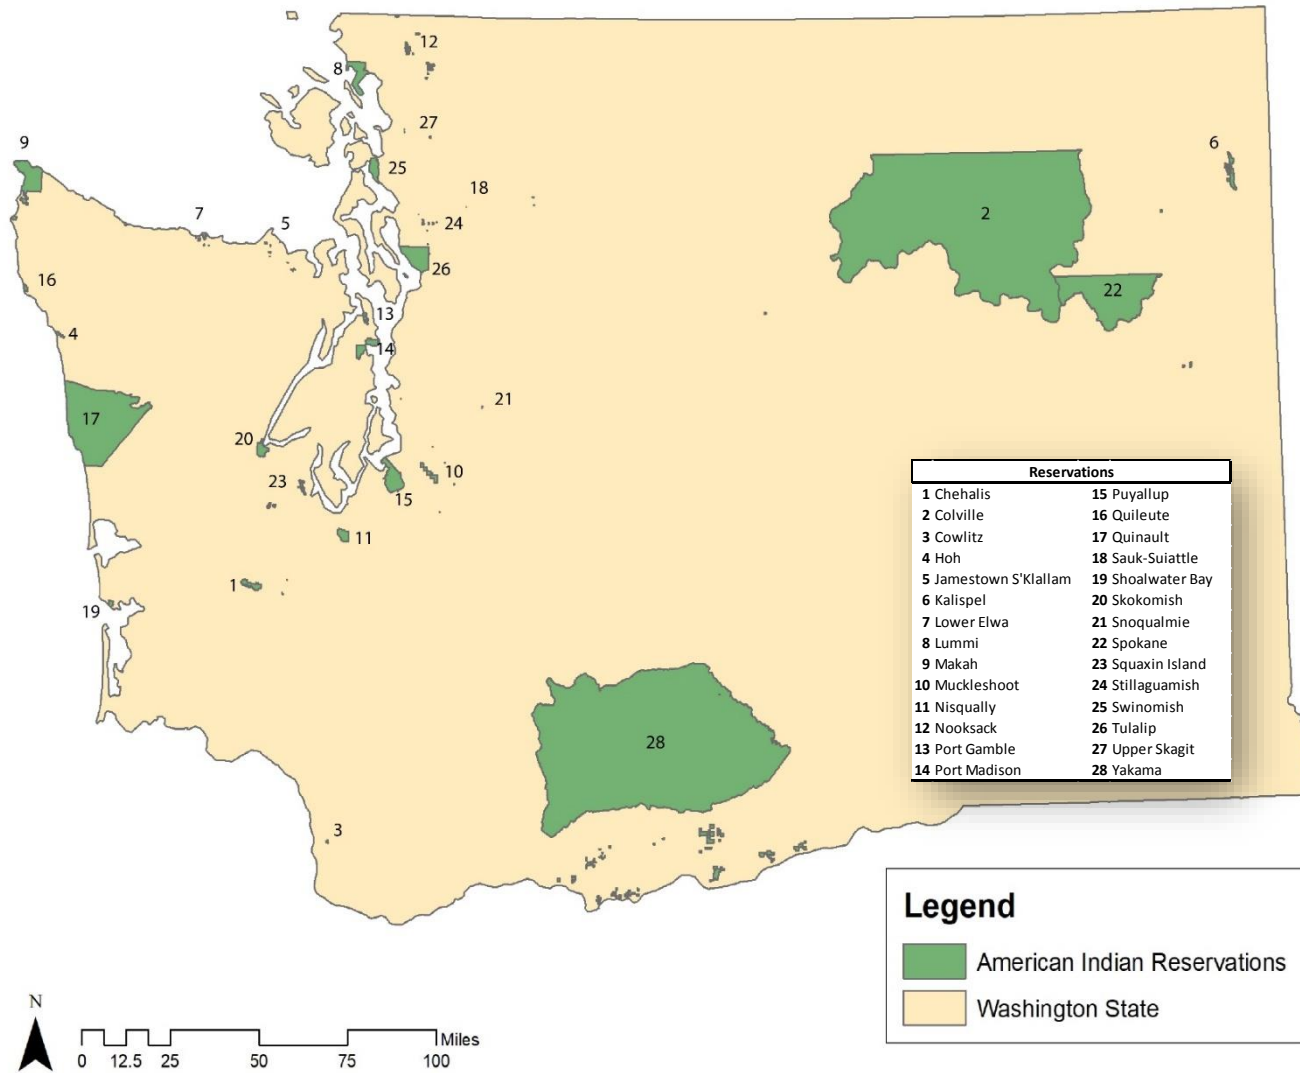 12
8
27
9
6
25
18
7
5
24
2
26
16
22
13
4
14
21
17
20
10
23
15
11
1
19
28
3
Reservations
1 Chehalis 15 Puyallup
2 Colville 16 Quileute
3 Cowlitz 17 Quinault
4 Hoh 18 Sauk-Suiattle
5 Jamestown S'Klallam 19 Shoalwater Bay
6 Kalispel 20 Skokomish
7 Lower Elwa 21 Snoqualmie
8 Lummi 22 Spokane
9 Makah 23 Squaxin Island
10 Muckleshoot 24 Stillaguamish
11 Nisqually 25 Swinomish
12 Nooksack 26 Tulalip
13 Port Gamble 27 Upper Skagit
14 Port Madison 28 Yakama
Legend
American Indian Reservations
Washington State
N
Miles
0 12.5 25 50 75 100